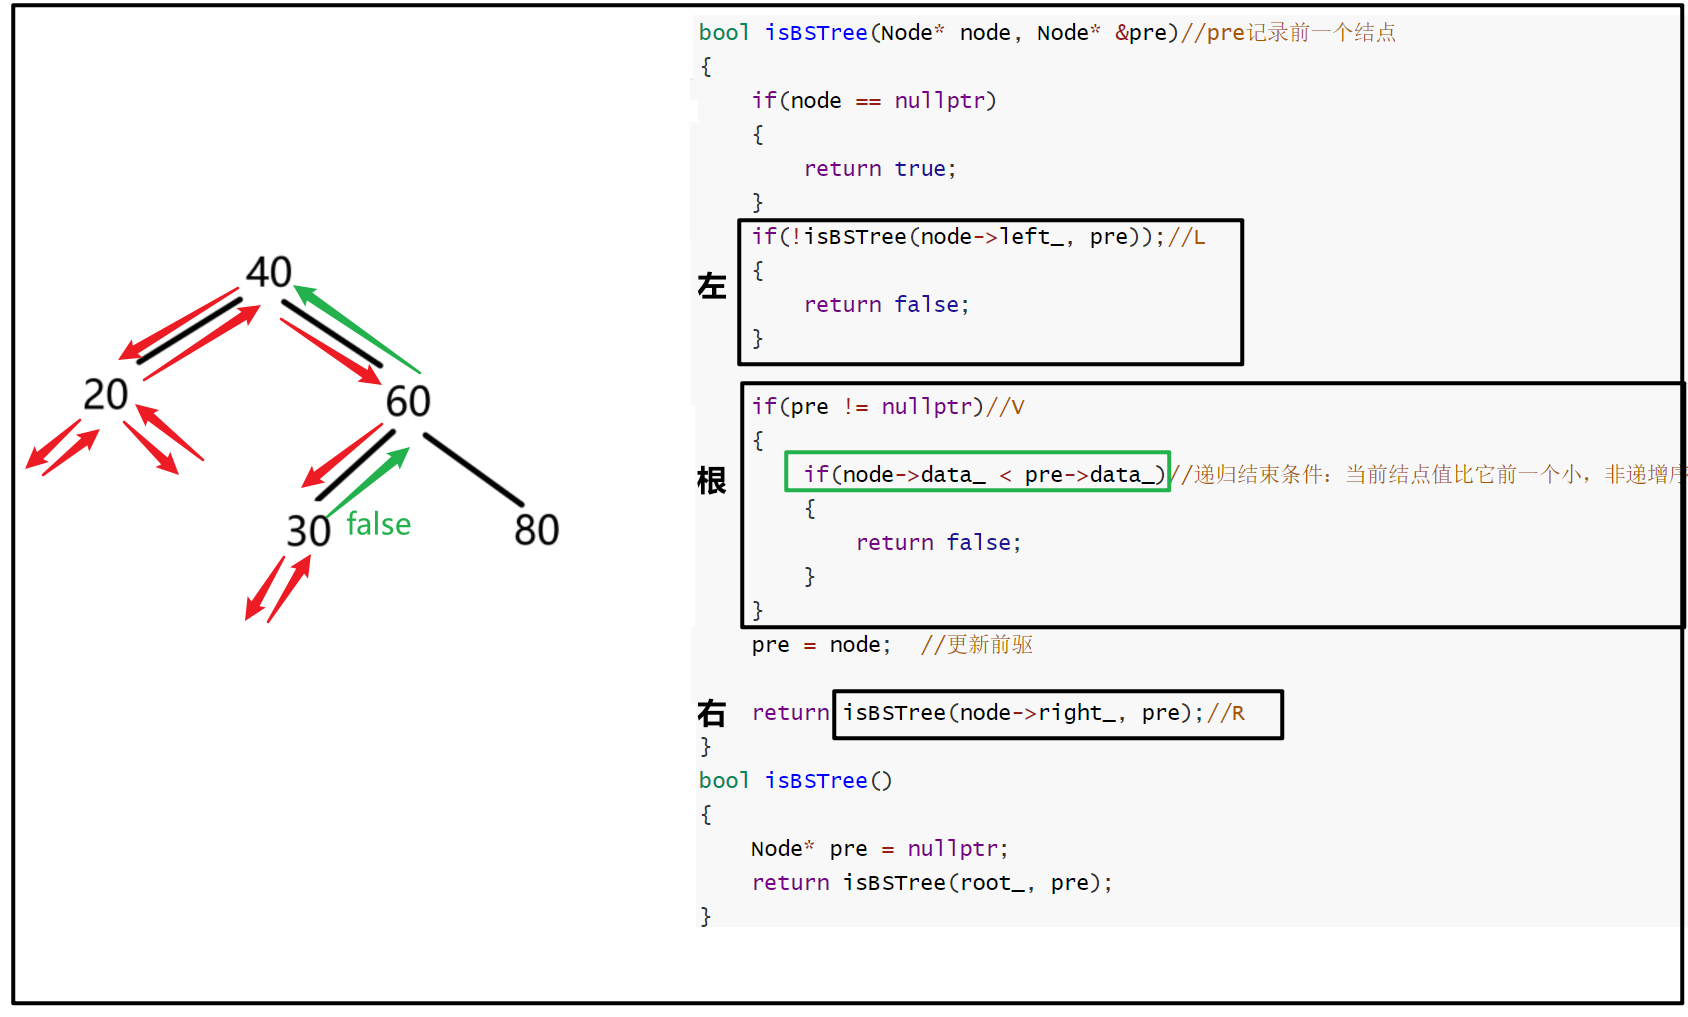 40
20
60
30 false
80
bool isBSTree(Node* node, Node* &pre)//pre记录前一个结点
{
    if(node == nullptr)
    {
        return true;
    }
    if(!isBSTree(node->left_, pre));//L
左
    {
        return false;
    }
    if(pre != nullptr)//V
    {
根
        if(node->data_ < pre->data_)//递归结束条件: 当前结点值比它前一个小, 非递增序
        {
            return false;
        }
    }
    pre = node;  //更新前驱
右
    return isBSTree(node->right_, pre);//R
}
bool isBSTree()
{
    Node* pre = nullptr;
    return isBSTree(root_, pre);
}